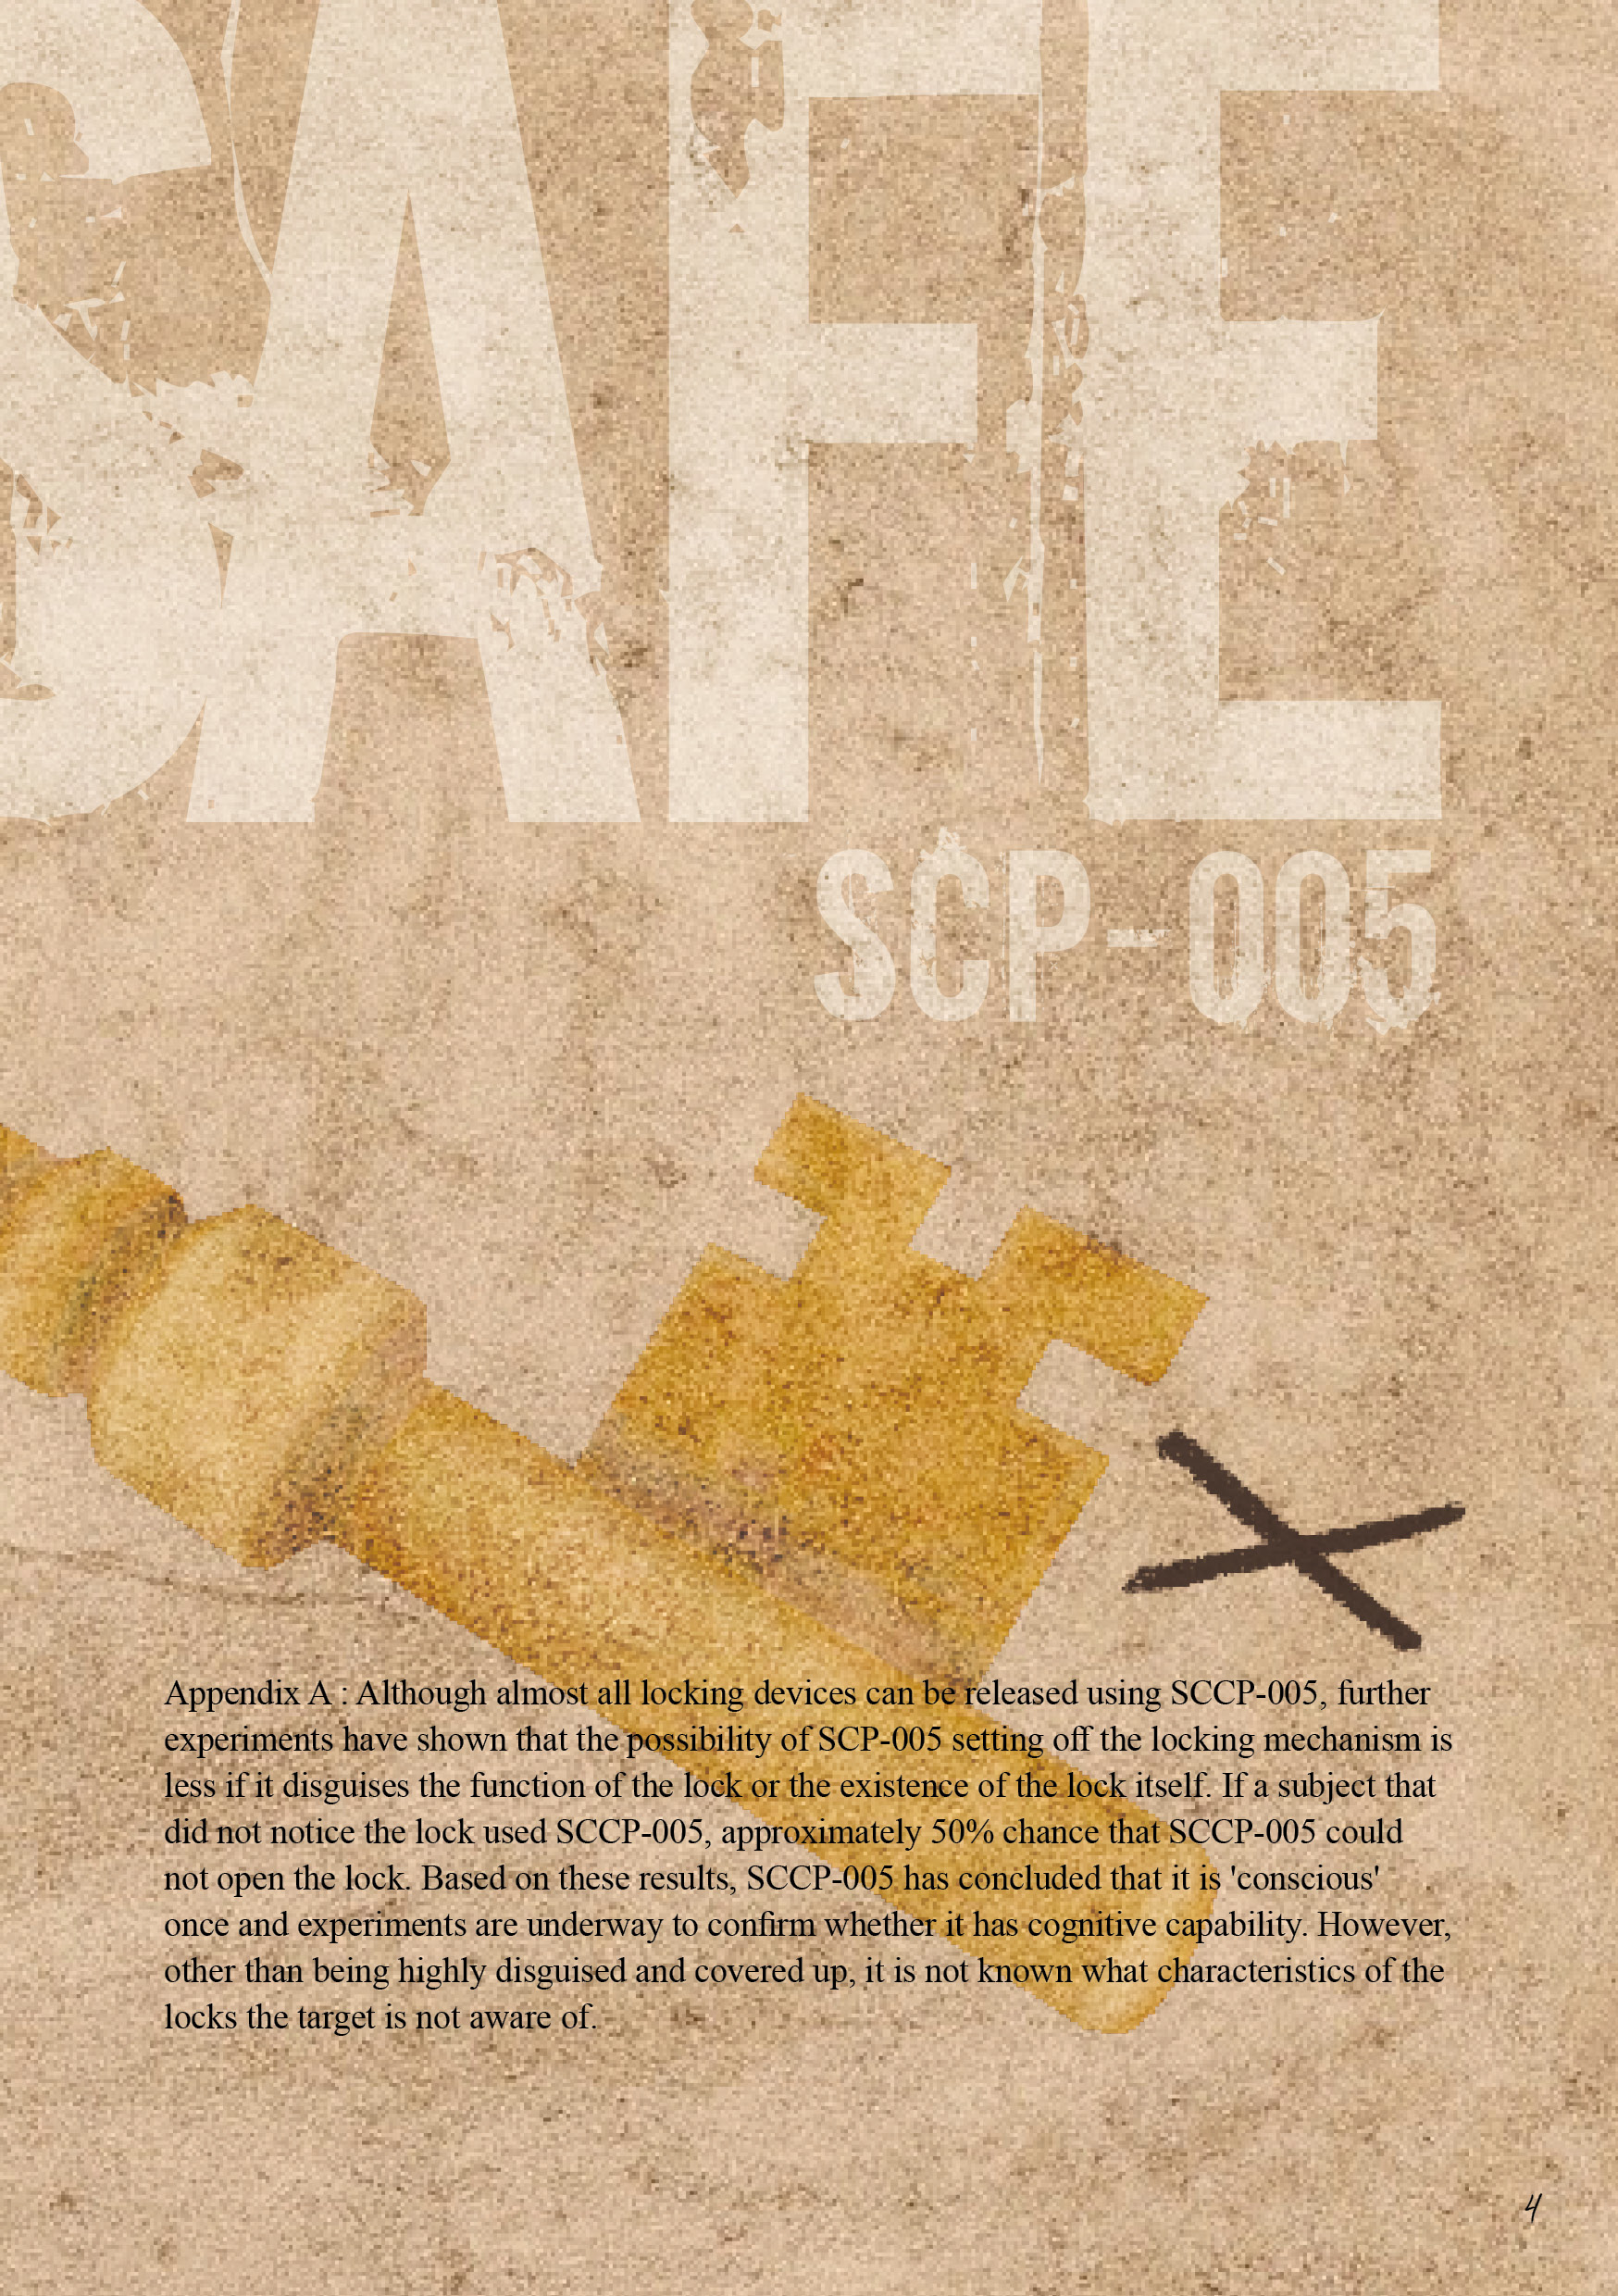 SAFE
SCP-005
Appendix A : Although almost all locking devices can be released using SCCP-005, further
experiments have shown that the possibility of SCP-005 setting off the locking mechanism is
less if it disguises the function of the lock or the existence of the lock itself. If a subject that
did not notice the lock used SCCP-005, approximately 50% chance that SCCP-005 could
not open the lock. Based on these results, SCCP-005 has concluded that it is 'conscious'
once and experiments are underway to confirm whether it has cognitive capability. However,
other than being highly disguised and covered up, it is not known what characteristics of the
locks the target is not aware of.
4